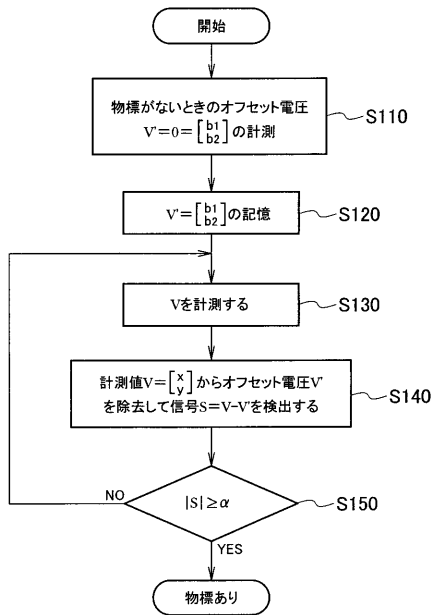 開始
物標がないときのオフセット電圧
V'=0=[b1 b2]の計測
S110
V'=[b1 b2]の記憶
S120
Vを計測する
S130
計測値V=[x y]からオフセット電圧V'
を除去して信号S=V-V'を検出する
S140
NO
|S|≥α
S150
YES
物標あり